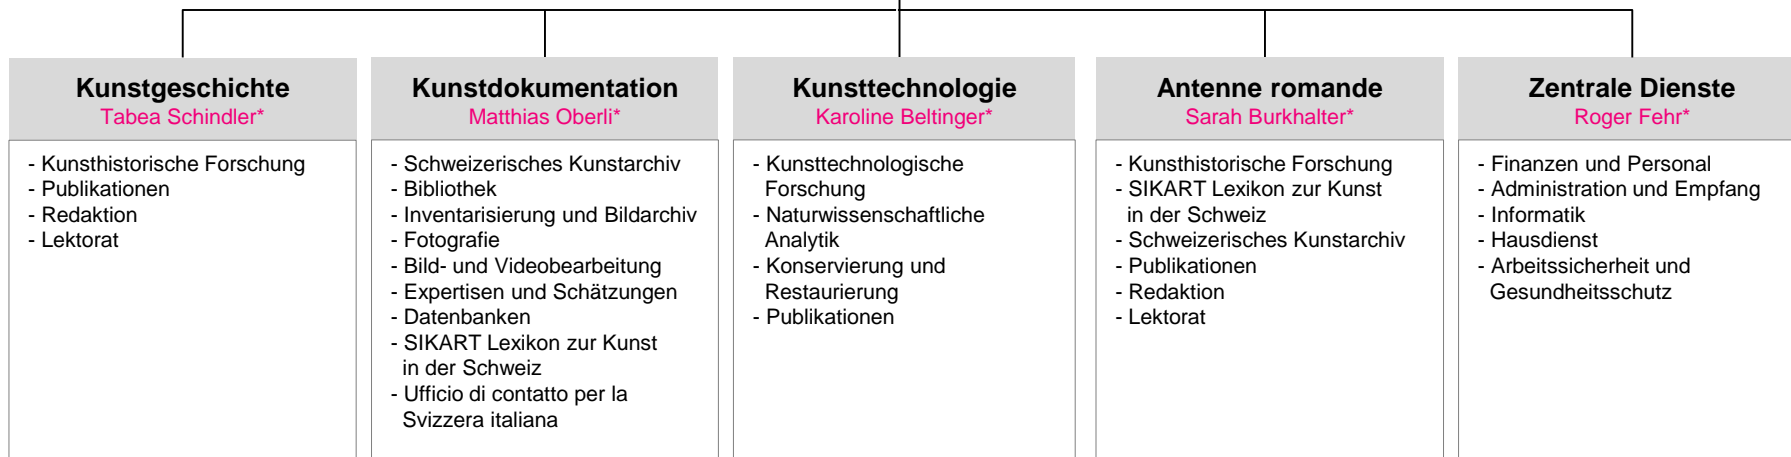 Kunstgeschichte
Tabea Schindler*
- Kunsthistorische Forschung
- Publikationen
- Redaktion
- Lektorat
Kunstdokumentation
Matthias Oberli*
- Schweizerisches Kunstarchiv
- Bibliothek
- Inventarisierung und Bildarchiv
- Fotografie
- Bild- und Videobearbeitung
- Expertisen und Schätzungen
- Datenbanken
- SIKART Lexikon zur Kunst
in der Schweiz
- Ufficio di contatto per la
Svizzera italiana
Kunsttechnologie
Karoline Beltinger*
- Kunsttechnologische
Forschung
- Naturwissenschaftliche
Analytik
- Konservierung und
Restaurierung
- Publikationen
Antenne romande
Sarah Burkhalter*
- Kunsthistorische Forschung
- SIKART Lexikon zur Kunst
in der Schweiz
- Schweizerisches Kunstarchiv
- Publikationen
- Redaktion
- Lektorat
Zentrale Dienste
Roger Fehr*
- Finanzen und Personal
- Administration und Empfang
- Informatik
- Hausdienst
- Arbeitssicherheit und
Gesundheitsschutz